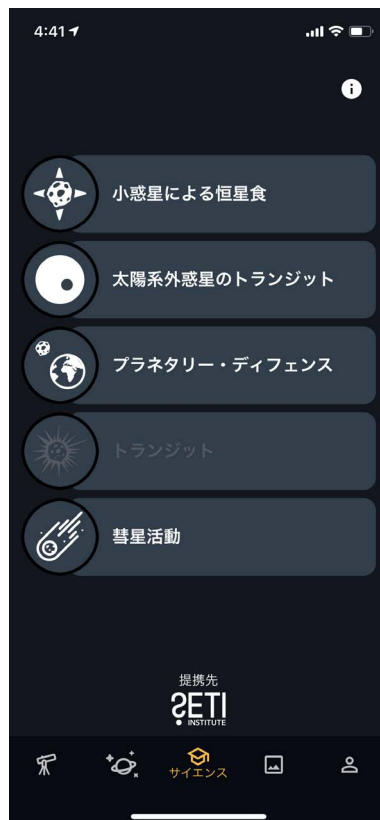 4:41
小惑星による恒星食
太陽系外惑星のトランジット
プラネタリー・ディフェンス
トランジット
彗星活動
提携先
SETI
INSTITUTE
サイエンス